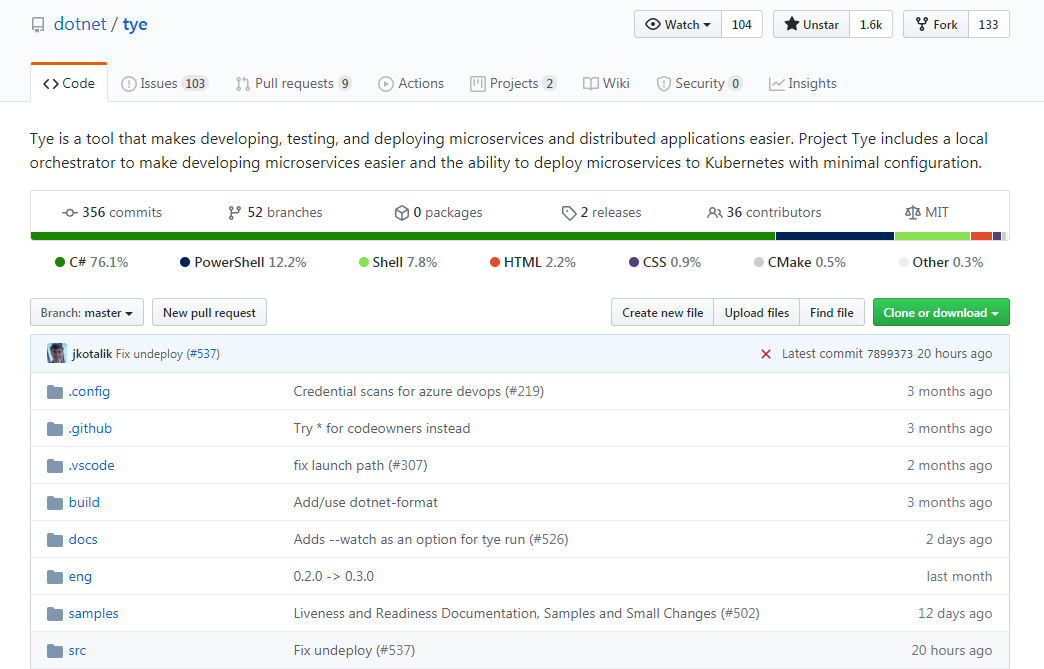 dotnet / tye
Watch 104 Unstar 1.6k Fork 133
Code Issues 103 Pull requests 9 Actions Projects 2 Wiki Security 0 Insights
Tye is a tool that makes developing, testing, and deploying microservices and distributed applications easier. Project Tye includes a local
orchestrator to make developing microservices easier and the ability to deploy microservices to Kubernetes with minimal configuration.
356 commits 52 branches 0 packages 2 releases 36 contributors MIT
C# 76.1% PowerShell 12.2% Shell 7.8% HTML 2.2% CSS 0.9% CMake 0.5% Other 0.3%
Branch: master New pull request Create new file Upload files Find file Clone or download
jkotalik Fix undeploy (#537) Latest commit 7899373 20 hours ago
.config Credential scans for azure devops (#219) 3 months ago
.github Try * for codeowners instead 3 months ago
.vscode fix launch path (#307) 2 months ago
build Add/use dotnet-format 3 months ago
docs Adds --watch as an option for tye run (#526) 2 days ago
eng 0.2.0 -> 0.3.0 last month
samples Liveness and Readiness Documentation, Samples and Small Changes (#502) 12 days ago
src Fix undeploy (#537) 20 hours ago